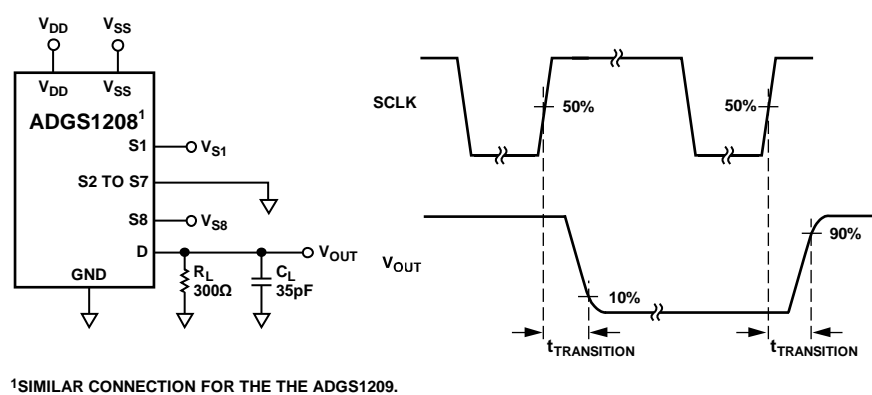 VDD
VSS
VDD
VSS
ADGS12081
S1
VS1
S2 TO S7
S8
VS8
D
VOUT
GND
RL
300Ω
CL
35pF
SCLK
50%
50%
VOUT
10%
90%
tTRANSITION
tTRANSITION
1SIMILAR CONNECTION FOR THE THE ADGS1209.